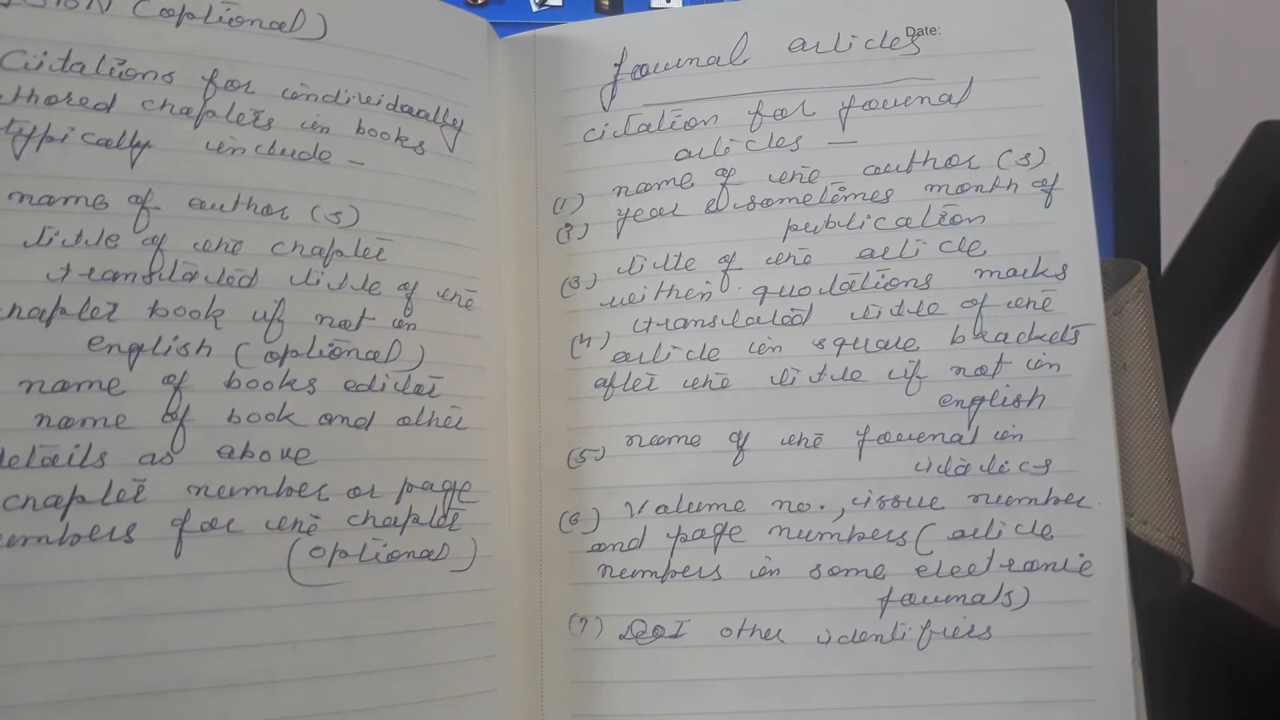 (optional)
Citations for individually
thored chapters in books
typically include -
name of author (s)
title of the chapter
translated title of the
hapter book if not in
english (optional)
name of books editor
name of book and other
details as above
chapter number or page
umbers for the chapter
(optional)
Date:
Journal articles
citation for journal
articles —
(1) name of the author (s)
(2) year & sometimes month of
publication
(3) title of the article
within quotations marks
(4) translated title of the
article in square brackets
after the title if not in
english
(5) name of the journal in
italics
(6) Volume no., issue number
and page numbers (article
numbers in some electronic
journals)
(7) DOI other identifiers